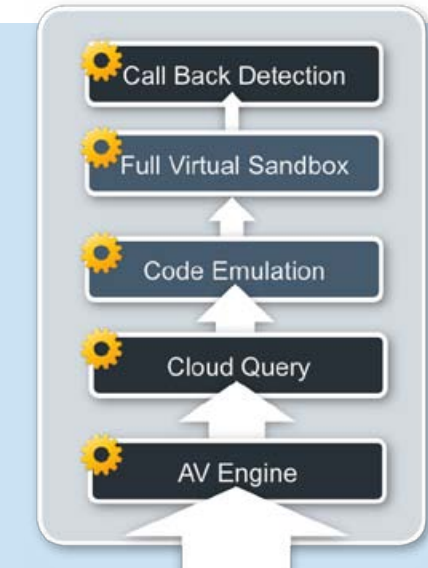 Call Back Detection
Full Virtual Sandbox
Code Emulation
Cloud Query
AV Engine